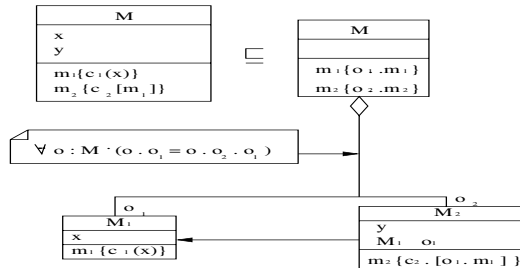 M
x
y
m₁{c₁(x)}
m₂{c₂[m₁]}
⊑
M
m₁{o₁.m₁}
m₂{o₂.m₂}
∀ o : M · (o . o₁ = o . o₂ . o₁ )
o₁
M₁
x
m₁{c₁(x)}
o₂
M₂
y
M₁ o₁
m₂{c₂.[o₁.m₁]}